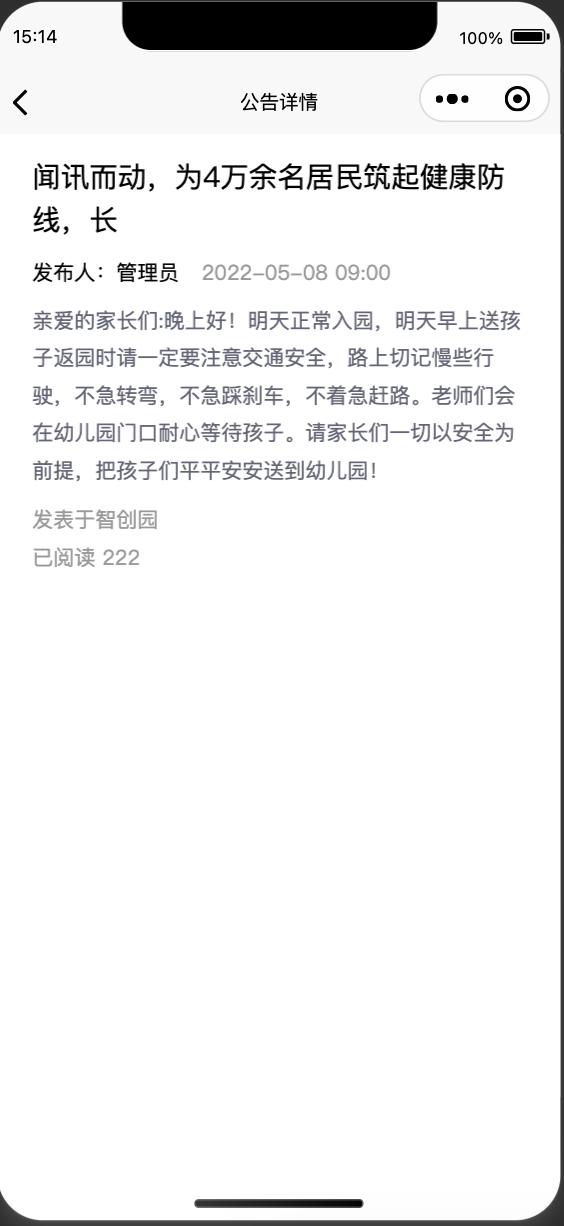 15:14
100%
公告详情
闻讯而动，为4万余名居民筑起健康防
线，长
发布人：管理员 2022-05-08 09:00
亲爱的家长们:晚上好！明天正常入园，明天早上送孩
子返园时请一定要注意交通安全，路上切记慢些行
驶，不急转弯，不急踩刹车，不着急赶路。老师们会
在幼儿园门口耐心等待孩子。请家长们一切以安全为
前提，把孩子们平平安安送到幼儿园！
发表于智创园
已阅读 222